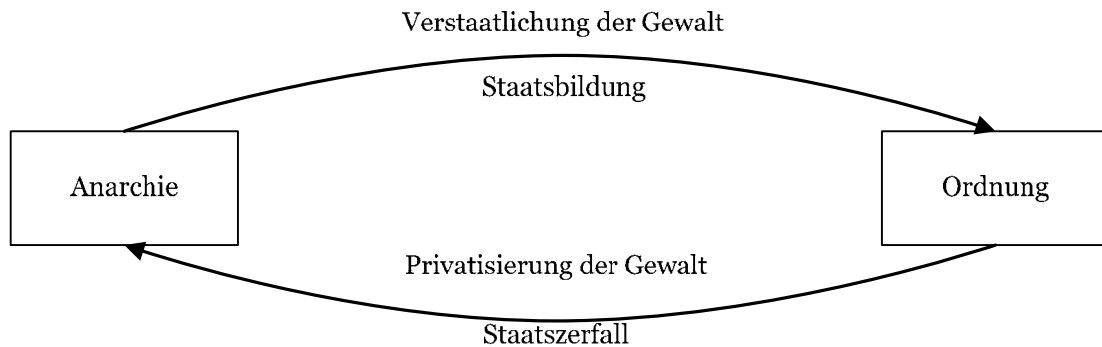 Verstaatlichung der Gewalt
Staatsbildung
Anarchie
Ordnung
Privatisierung der Gewalt
Staatszerfall